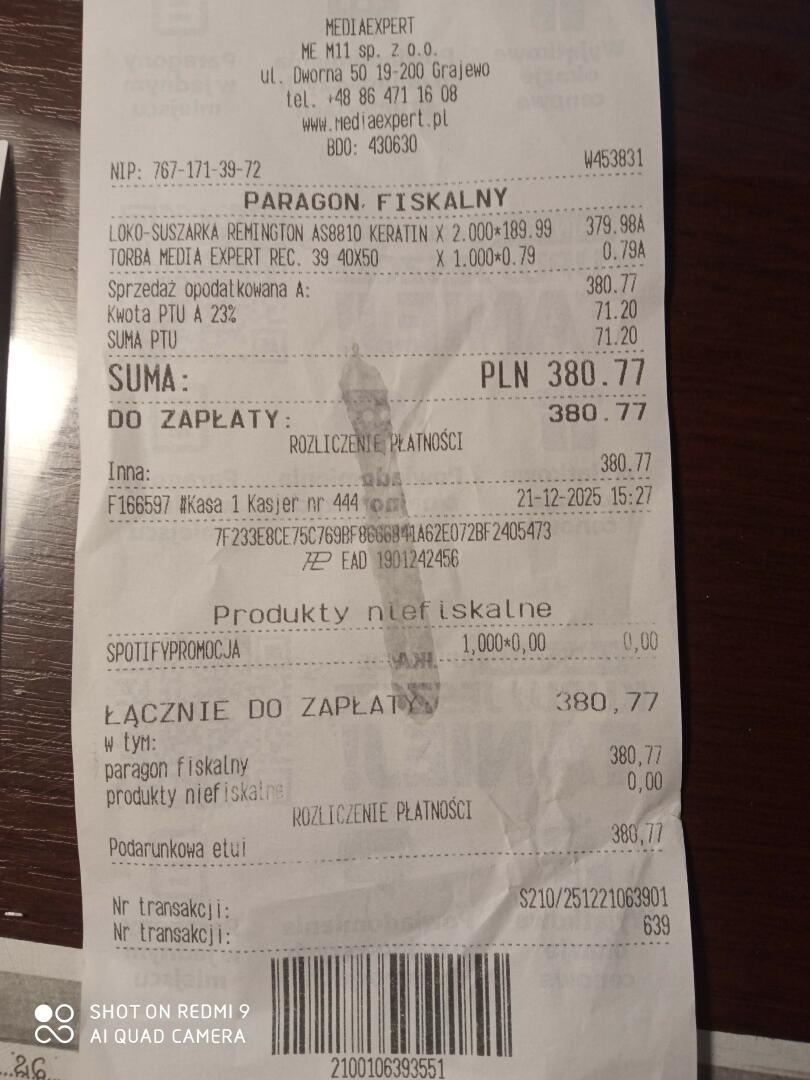 MEDIAEXPERT
ME M11 sp. z o.o.
ul. Dworna 50 19-200 Grajewo
tel. +48 86 471 16 08
www.mediaexpert.pl
BDO: 430630
NIP: 767-171-39-72 W453831
PARAGON FISKALNY
LOKO-SUSZARKA REMINGTON AS8810 KERATIN X 2.000*189.99 379.98A
TORBA MEDIA EXPERT REC. 39 40X50 X 1.000*0.79 0.79A
Sprzedaż opodatkowana A: 380.77
Kwota PTU A 23% 71.20
SUMA PTU 71.20
SUMA: PLN 380.77
DO ZAPŁATY: 380.77
ROZLICZENIE PŁATNOŚCI
Inna: 380.77
F166597 #Kasa 1 Kasjer nr 444 21-12-2025 15:27
7F233E8CE75C769BF8666B41A62E072BF2405473
EAD 1901242456
Produkty niefiskalne
SPOTIFYPROMOCJA 1,000*0,00 0,00
ŁĄCZNIE DO ZAPŁATY 380,77
w tym:
paragon fiskalny 380,77
produkty niefiskalne 0,00
ROZLICZENIE PŁATNOŚCI
Podarunkowa etui 380,77
Nr transakcji: S210/251221063901
Nr transakcji: 639
2100106393551
SHOT ON REDMI 9
AI QUAD CAMERA